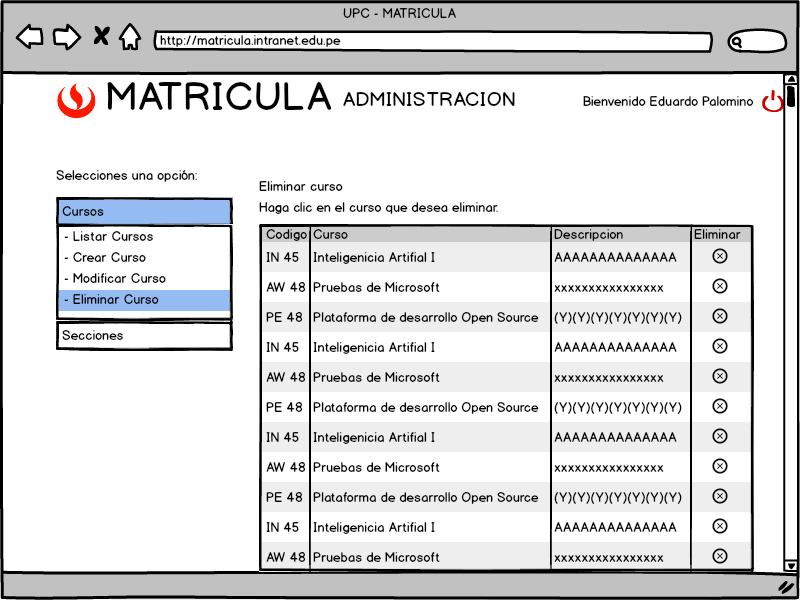 UPC - MATRICULA
http://matricula.intranet.edu.pe
MATRICULA ADMINISTRACION
Bienvenido Eduardo Palomino
Selecciones una opción:
Cursos
- Listar Cursos
- Crear Curso
- Modificar Curso
- Eliminar Curso
Secciones
Eliminar curso
Haga clic en el curso que desea eliminar.
Codigo Curso Descripcion Eliminar
IN 45 Inteligenicia Artifial I AAAAAAAAAAAAAA
AW 48 Pruebas de Microsoft xxxxxxxxxxxxxxxx
PE 48 Plataforma de desarrollo Open Source (Y)(Y)(Y)(Y)(Y)(Y)(Y)
IN 45 Inteligenicia Artifial I AAAAAAAAAAAAAA
AW 48 Pruebas de Microsoft xxxxxxxxxxxxxxxx
PE 48 Plataforma de desarrollo Open Source (Y)(Y)(Y)(Y)(Y)(Y)(Y)
IN 45 Inteligenicia Artifial I AAAAAAAAAAAAAA
AW 48 Pruebas de Microsoft xxxxxxxxxxxxxxxx
PE 48 Plataforma de desarrollo Open Source (Y)(Y)(Y)(Y)(Y)(Y)(Y)
IN 45 Inteligenicia Artifial I AAAAAAAAAAAAAA
AW 48 Pruebas de Microsoft xxxxxxxxxxxxxxxx